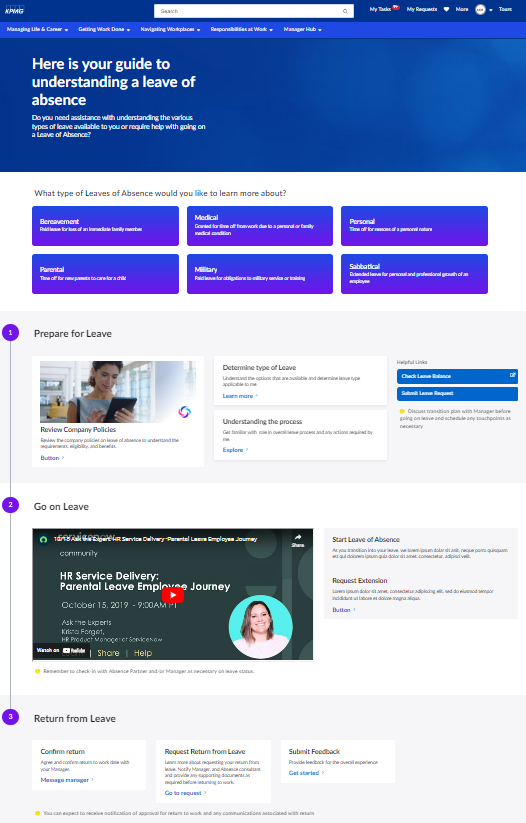 KPMG
Search
My Tasks
My Requests
More
Tours
Managing Life & Career
Getting Work Done
Navigating Workplaces
Responsibilities at Work
Manager Hub
Here is your guide to
understanding a leave of
absence
Do you need assistance with understanding the various
types of leave available to you or require help with going on
a Leave of Absence?
What type of Leaves of Absence would you like to learn more about?
Bereavement
Paid leave for loss of an immediate family member
Medical
Granted for time off from work due to a personal or family
medical condition
Personal
Time off for reasons of a personal nature
Parental
Time off for new parents to care for a child
Military
Paid leave for obligations to military service or training
Sabbatical
Extended leave for personal and professional growth of an
employee
1
Prepare for Leave
Review Company Policies
Review the company policies on leave of absence to understand the
requirements, eligibility, and benefits.
Button
Determine type of Leave
Understand the options that are available and determine leave type
applicable to me.
Learn more
Understanding the process
Get familiar with role in overall leave process and any actions required by
me.
Explore
Helpful Links
Check Leave Balance
Submit Leave Request
Discuss transition plan with Manager before
going on leave and schedule any touchpoints as
necessary
2
Go on Leave
10/15 Ask the Expert: HR Service Delivery - Parental Leave Employee Journey
Share
community
HR Service Delivery:
Parental Leave Employee Journey
October 15, 2019 - 9:00AM PT
Ask the Experts
Krista Forget,
HR Product Manager at ServiceNow
Watch on YouTube
| Share | Help
Remember to check-in with Absence Partner and/or Manager as necessary on leave status.
Start Leave of Absence
As you transition into your leave, we lorem ipsum dolor sit anit, neque porro quisquam
est qui dolorem ipsum quia dolor sit amet, consectetur, adipisci velit.
Request Extension
Lorem ipsum dolor sit amet, consectetur adipiscing elit, sed do eiusmod tempor
incididunt ut labore et dolore magna aliqua.
Button
3
Return from Leave
Confirm return
Agree and confirm return to work date with
your Manager.
Message manager
Request Return from Leave
Learn more about requesting your return from
leave. Notify Manager, and Absence consultant
and provide any supporting documents as
required before returning to work.
Go to request
Submit Feedback
Provide feedback for the overall experience
Get started
You can expect to receive notification of approval for return to work and any communications associated with return